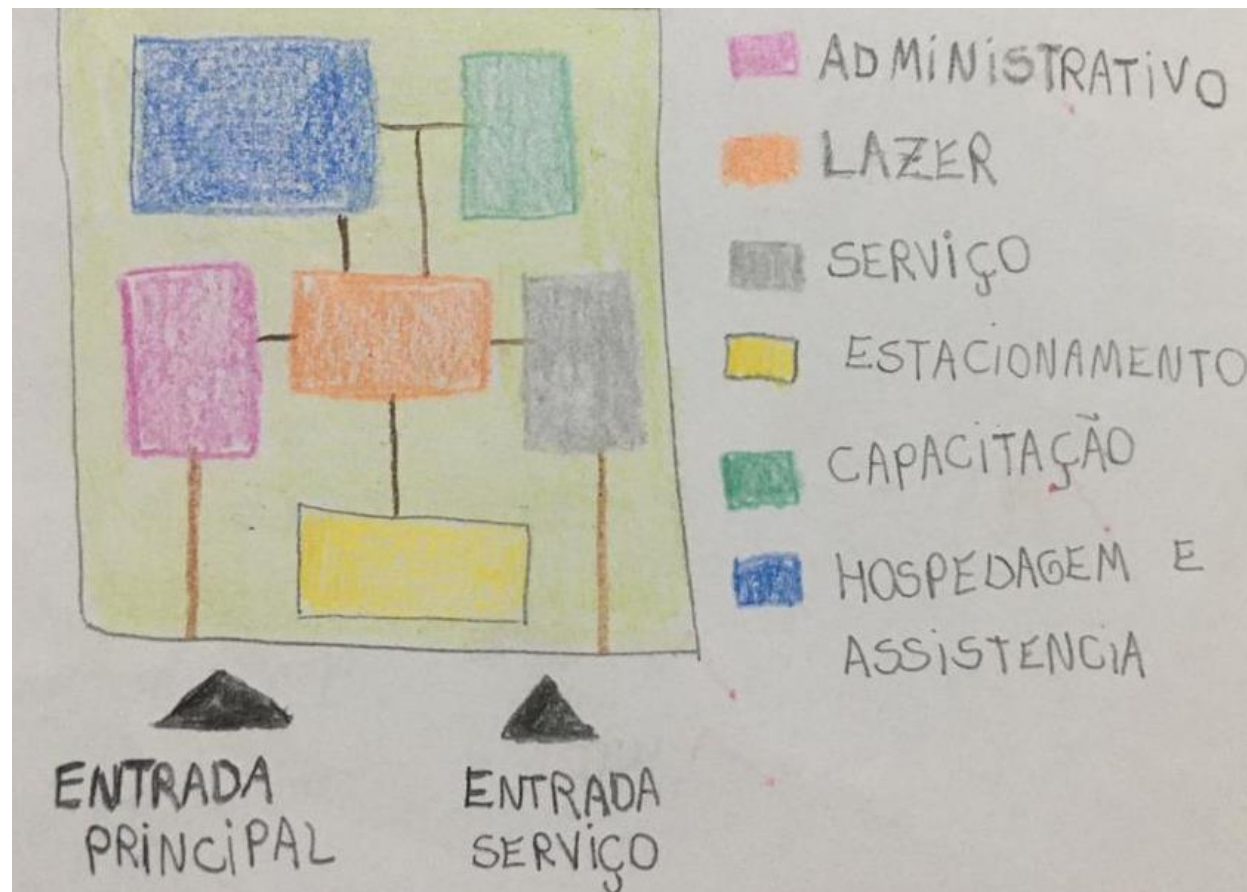 ADMINISTRATIVO
LAZER
SERVIÇO
ESTACIONAMENTO
CAPACITAÇÃO
HOSPEDAGEM E
ASSISTENCIA
ENTRADA
PRINCIPAL
ENTRADA
SERVIÇO